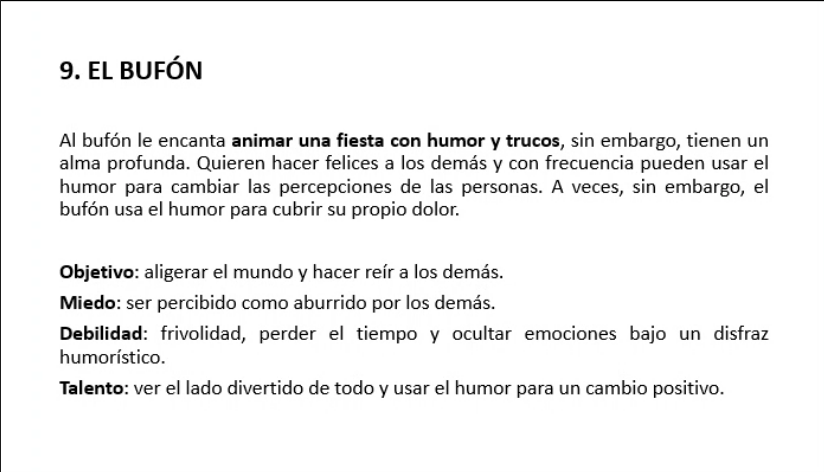 9. EL BUFÓN
Al bufón le encanta animar una fiesta con humor y trucos, sin embargo, tienen un
alma profunda. Quieren hacer felices a los demás y con frecuencia pueden usar el
humor para cambiar las percepciones de las personas. A veces, sin embargo, el
bufón usa el humor para cubrir su propio dolor.
Objetivo: aligerar el mundo y hacer reír a los demás.
Miedo: ser percibido como aburrido por los demás.
Debilidad: frivolidad, perder el tiempo y ocultar emociones bajo un disfraz
humorístico.
Talento: ver el lado divertido de todo y usar el humor para un cambio positivo.